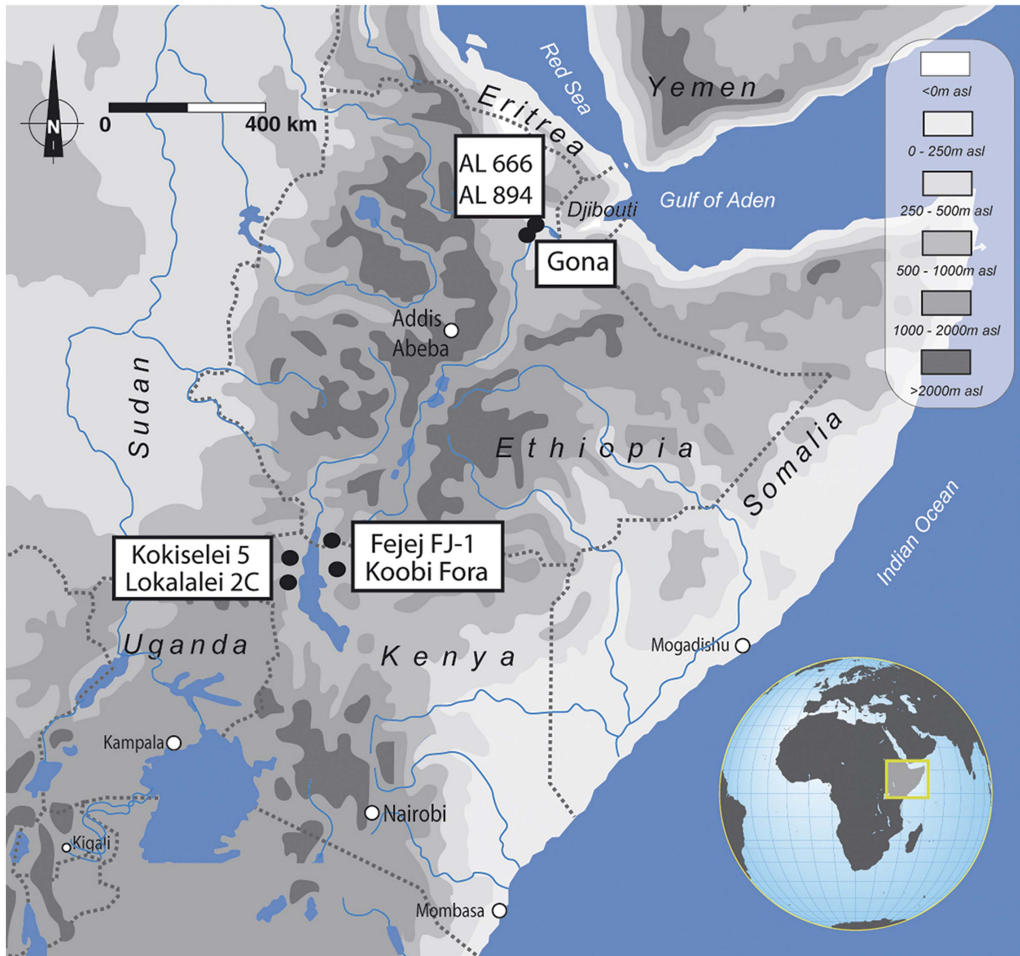 Red Sea
Yemen
<0m asl
N
0
400 km
Eritrea
0 - 250m asl
AL 666
AL 894
250 - 500m asl
Djibouti
Gulf of Aden
Gona
500 - 1000m asl
Addis
Abeba
1000 - 2000m asl
Sudan
>2000m asl
Ethiopia
Somalia
Indian Ocean
Kokiselei 5
Lokalalei 2C
Fejej FJ-1
Koobi Fora
Uganda
Kenya
Mogadishu
Kampala
Nairobi
Kigali
Mombasa